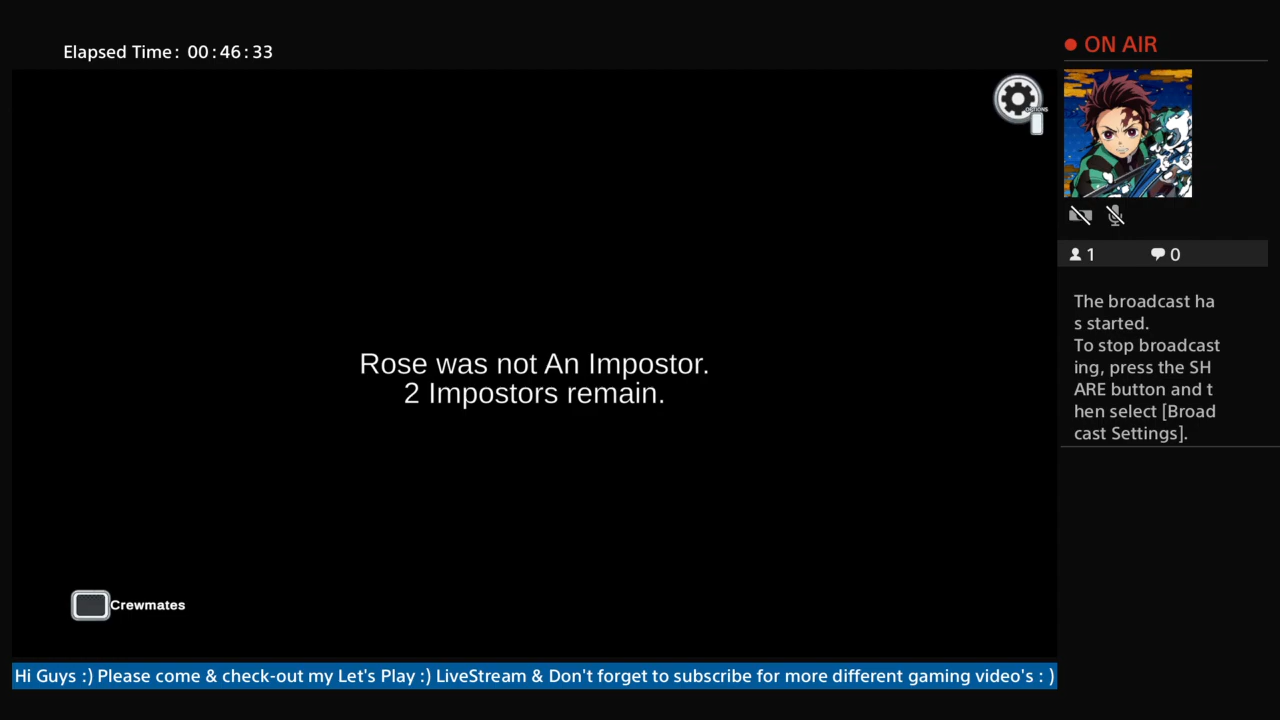 Elapsed Time: 00:46:33
ON AIR
OPTIONS
1
0
The broadcast ha
s started.
To stop broadcast
ing, press the SH
ARE button and t
hen select [Broad
cast Settings].
Rose was not An Impostor.
2 Impostors remain.
Crewmates
Hi Guys :) Please come & check-out my Let's Play :) LiveStream & Don't forget to subscribe for more different gaming video's : )